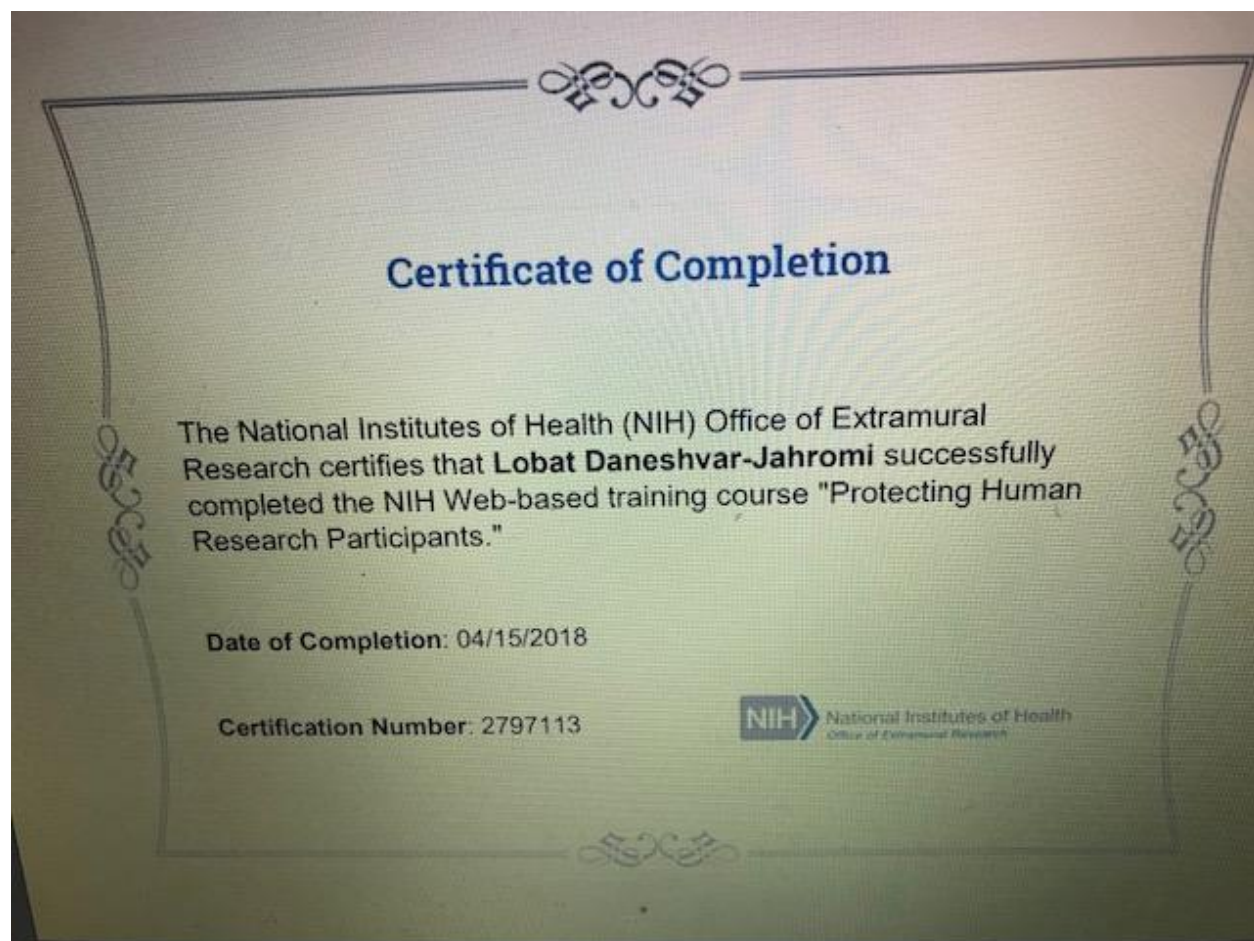 Certificate of Completion
The National Institutes of Health (NIH) Office of Extramural
Research certifies that Lobat Daneshvar-Jahromi successfully
completed the NIH Web-based training course "Protecting Human
Research Participants."
Date of Completion: 04/15/2018
Certification Number: 2797113
NIH National Institutes of Health
Office of Extramural Research